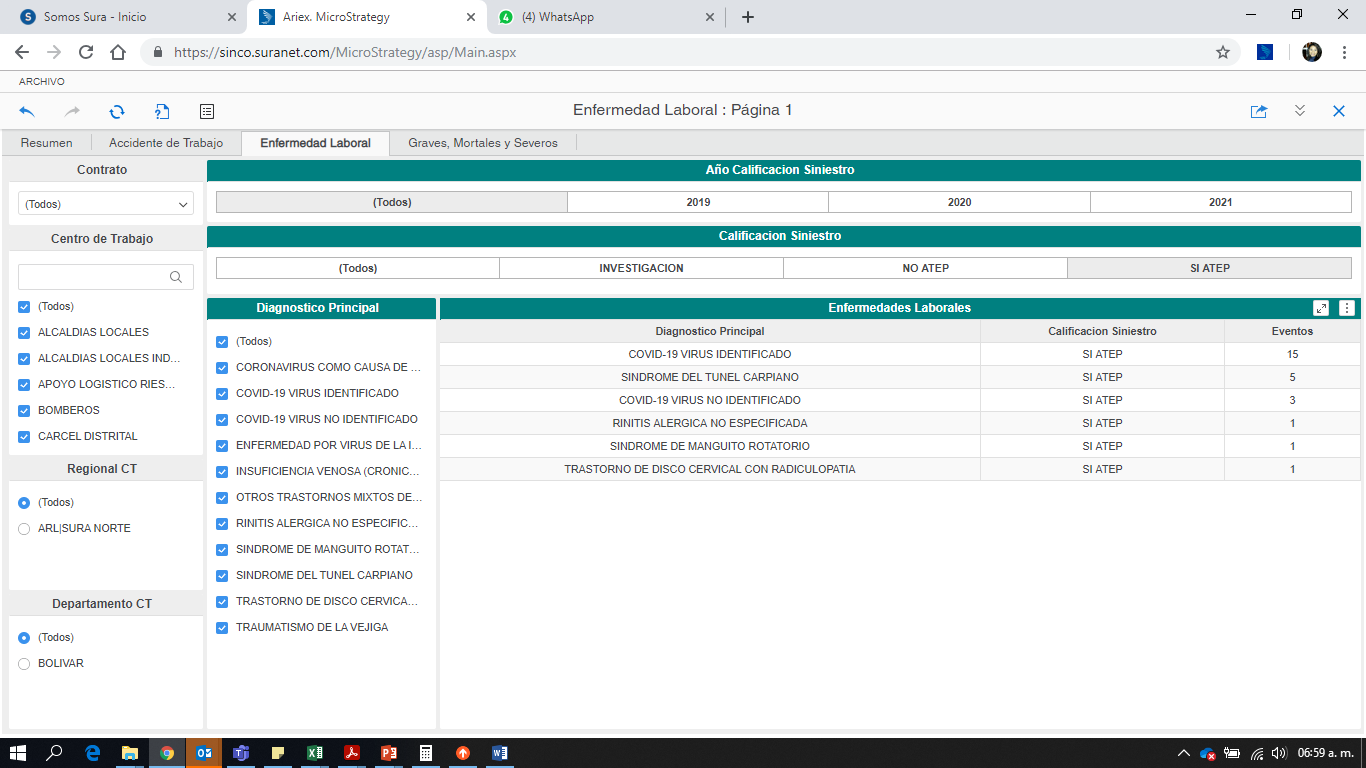 Somos Sura - Inicio
Ariex. MicroStrategy
(4) WhatsApp
https://sinco.suranet.com/MicroStrategy/asp/Main.aspx
ARCHIVO
Enfermedad Laboral : Página 1
Resumen
Accidente de Trabajo
Enfermedad Laboral
Graves, Mortales y Severos
Contrato
(Todos)
Centro de Trabajo
(Todos)
ALCALDIAS LOCALES
ALCALDIAS LOCALES IND...
APOYO LOGISTICO RIES...
BOMBEROS
CARCEL DISTRITAL
Regional CT
(Todos)
ARL|SURA NORTE
Departamento CT
(Todos)
BOLIVAR
Año Calificacion Siniestro
(Todos) 2019 2020 2021
Calificacion Siniestro
(Todos) INVESTIGACION NO ATEP SI ATEP
Diagnostico Principal
(Todos)
CORONAVIRUS COMO CAUSA DE ...
COVID-19 VIRUS IDENTIFICADO
COVID-19 VIRUS NO IDENTIFICADO
ENFERMEDAD POR VIRUS DE LA I...
INSUFICIENCIA VENOSA (CRONIC...
OTROS TRASTORNOS MIXTOS DE...
RINITIS ALERGICA NO ESPECIFIC...
SINDROME DE MANGUITO ROTAT...
SINDROME DEL TUNEL CARPIANO
TRASTORNO DE DISCO CERVICA...
TRAUMATISMO DE LA VEJIGA
Enfermedades Laborales
Diagnostico Principal Calificacion Siniestro Eventos
COVID-19 VIRUS IDENTIFICADO SI ATEP 15
SINDROME DEL TUNEL CARPIANO SI ATEP 5
COVID-19 VIRUS NO IDENTIFICADO SI ATEP 3
RINITIS ALERGICA NO ESPECIFICADA SI ATEP 1
SINDROME DE MANGUITO ROTATORIO SI ATEP 1
TRASTORNO DE DISCO CERVICAL CON RADICULOPATIA SI ATEP 1
06:59 a. m.